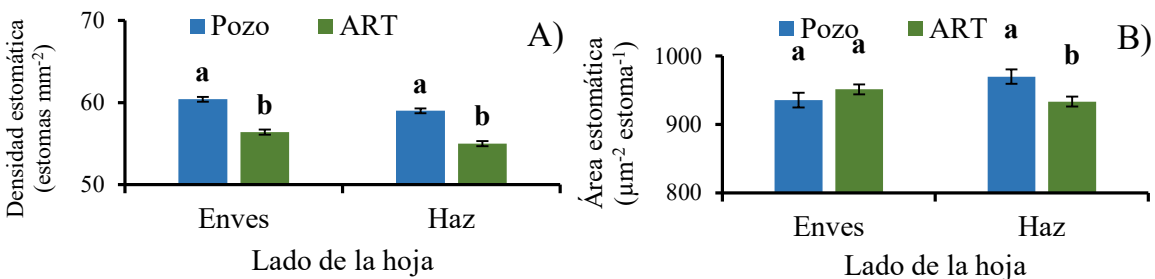 Densidad estomática
(estomas mm-2)
70
60
50
Pozo
ART
A)
a
b
a
b
Enves
Haz
Lado de la hoja
Área estomática
(µm-2 estoma-1)
1000
900
800
Pozo
ART
B)
a
a
a
b
Enves
Haz
Lado de la hoja